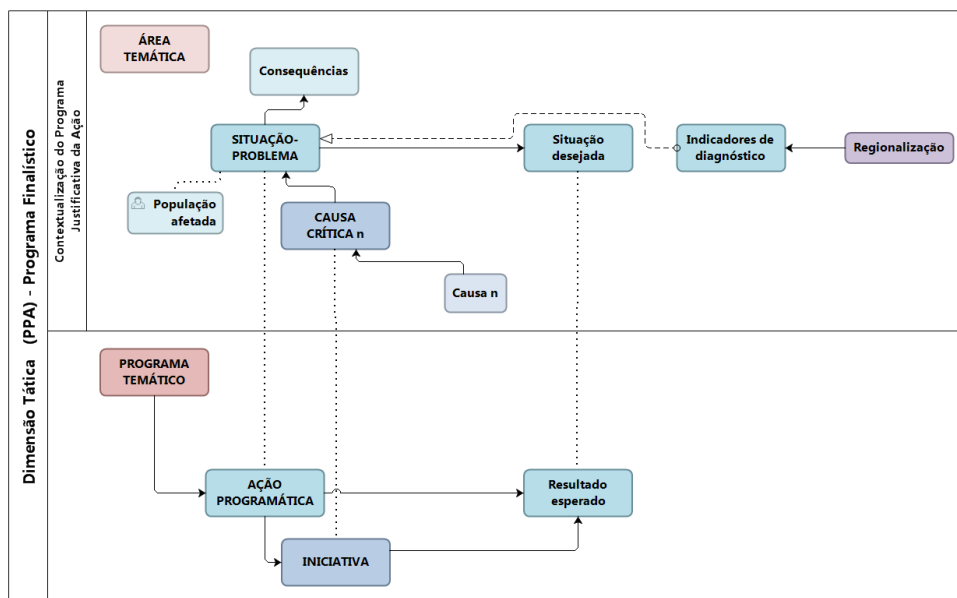 Dimensão Tática (PPA) - Programa Finalístico
Contextualização do Programa
Justificativa da Ação
ÁREA
TEMÁTICA
Consequências
SITUAÇÃO-
PROBLEMA
Situação
desejada
Indicadores de
diagnóstico
Regionalização
População
afetada
CAUSA
CRÍTICA n
Causa n
PROGRAMA
TEMÁTICO
AÇÃO
PROGRAMÁTICA
Resultado
esperado
INICIATIVA